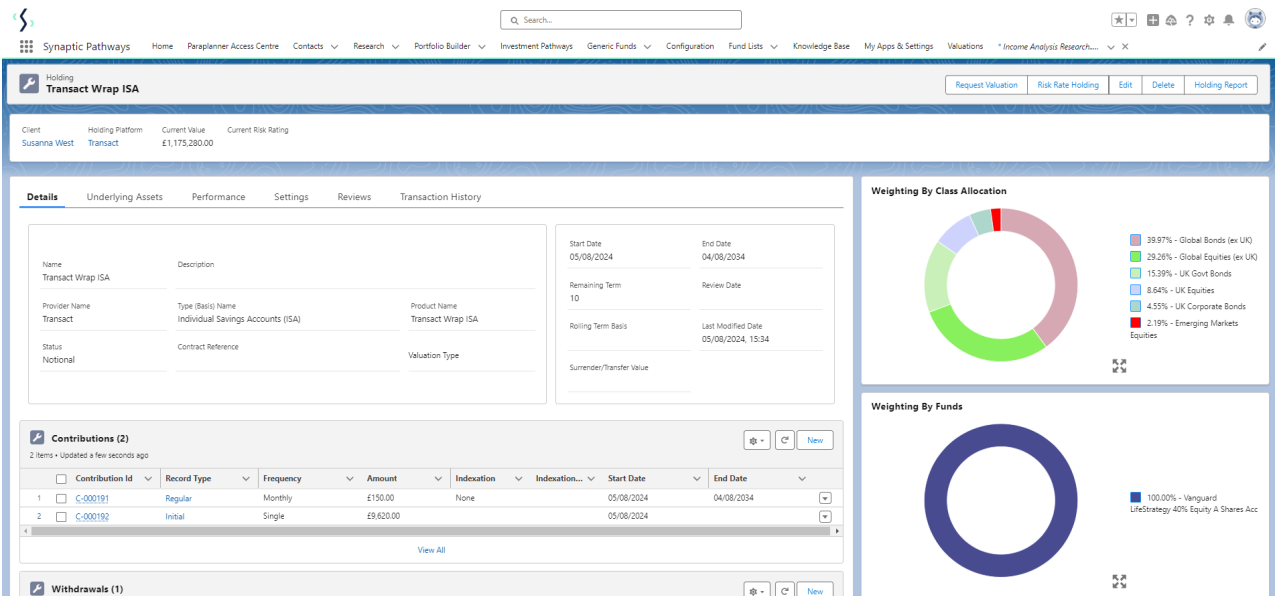 Search...
Synaptic Pathways Home Paraplanner Access Centre Contacts Research Portfolio Builder Investment Pathways Generic Funds Configuration Fund Lists Knowledge Base My Apps & Settings Valuations * Income Analysis Research.....
Holding
Transact Wrap ISA
Request Valuation Risk Rate Holding Edit Delete Holding Report
Client Holding Platform Current Value Current Risk Rating
Susanna West Transact £1,175,280.00
Details Underlying Assets Performance Settings Reviews Transaction History
Name Description
Transact Wrap ISA
Provider Name Type (Basis) Name Product Name
Transact Individual Savings Accounts (ISA) Transact Wrap ISA
Status Contract Reference Valuation Type
Notional
Start Date End Date
05/08/2024 04/08/2034
Remaining Term Review Date
10
Rolling Term Basis Last Modified Date
05/08/2024, 15:34
Surrender/Transfer Value
Contributions (2)
New
2 items • Updated a few seconds ago
Contribution Id Record Type Frequency Amount Indexation Indexation... Start Date End Date
1 C-000191 Regular Monthly £150.00 None 05/08/2024 04/08/2034
2 C-000192 Initial Single £9,620.00 05/08/2024
View All
Withdrawals (1)
New
Weighting By Class Allocation
39.97% - Global Bonds (ex UK)
29.26% - Global Equities (ex UK)
15.39% - UK Govt Bonds
8.64% - UK Equities
4.55% - UK Corporate Bonds
2.19% - Emerging Markets
Equities
Weighting By Funds
100.00% - Vanguard
LifeStrategy 40% Equity A Shares Acc